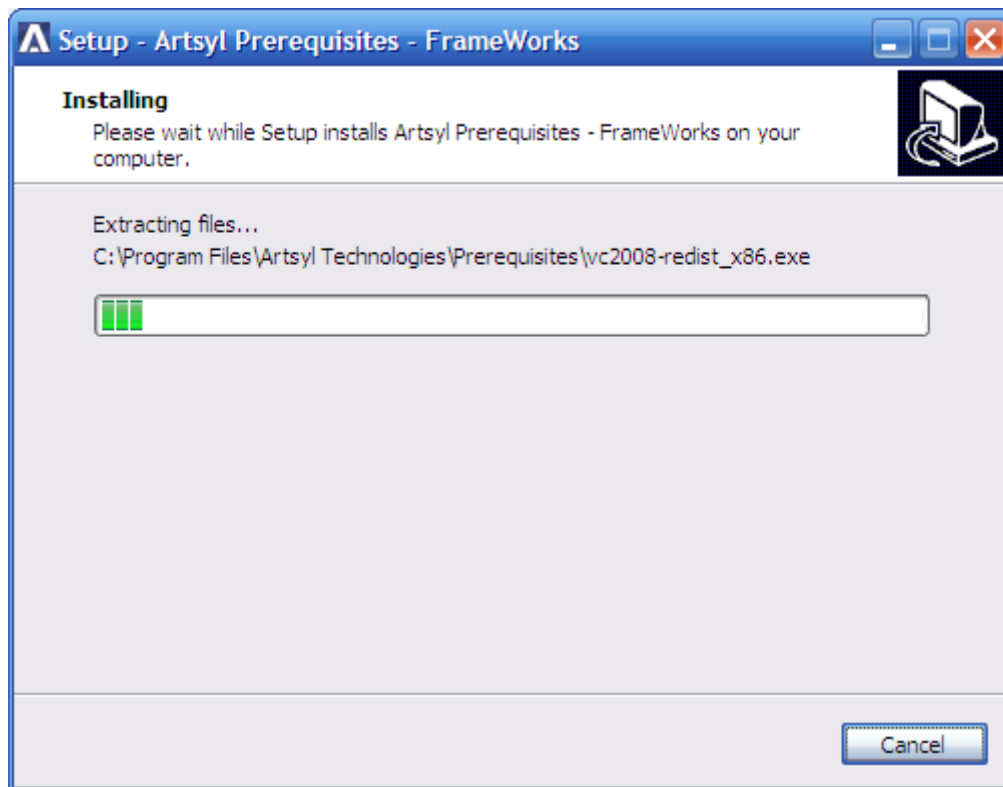 Setup - Artsyl Prerequisites - FrameWorks
Installing
Please wait while Setup installs Artsyl Prerequisites - FrameWorks on your
computer.
Extracting files...
C:\Program Files\Artsyl Technologies\Prerequisites\vc2008-redist_x86.exe
Cancel